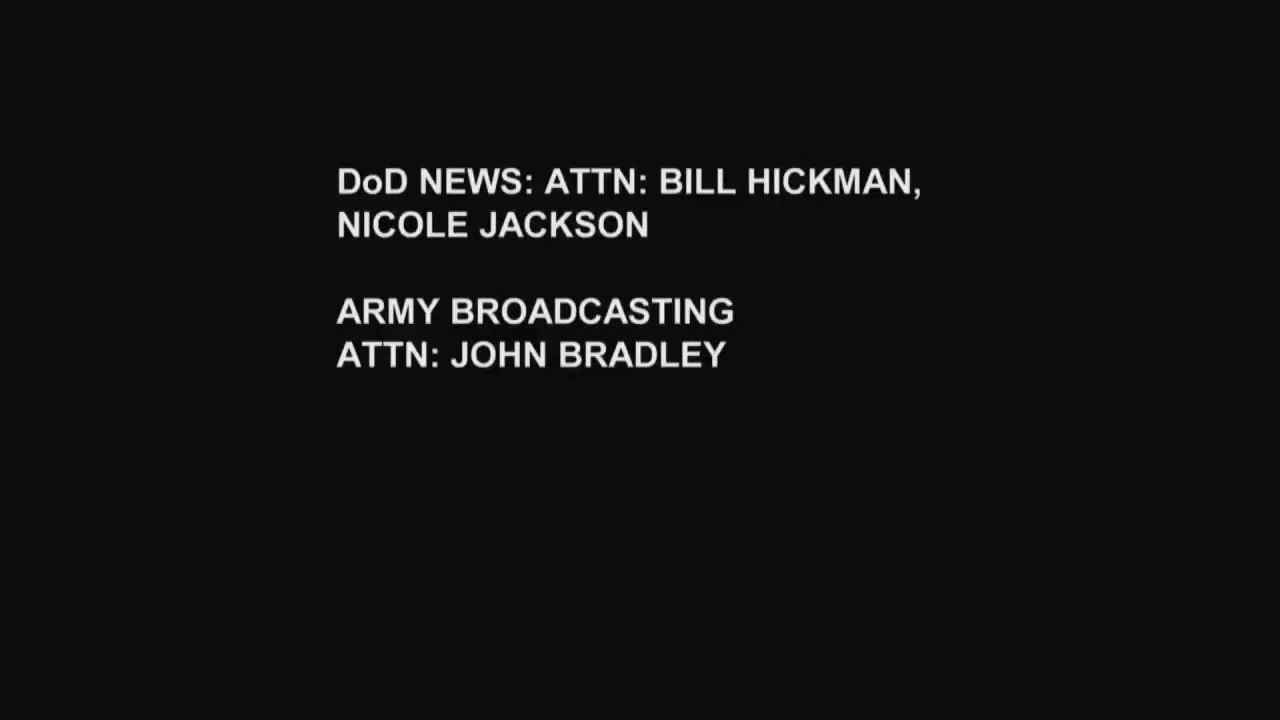 DoD NEWS: ATTN: BILL HICKMAN,
NICOLE JACKSON
ARMY BROADCASTING
ATTN: JOHN BRADLEY